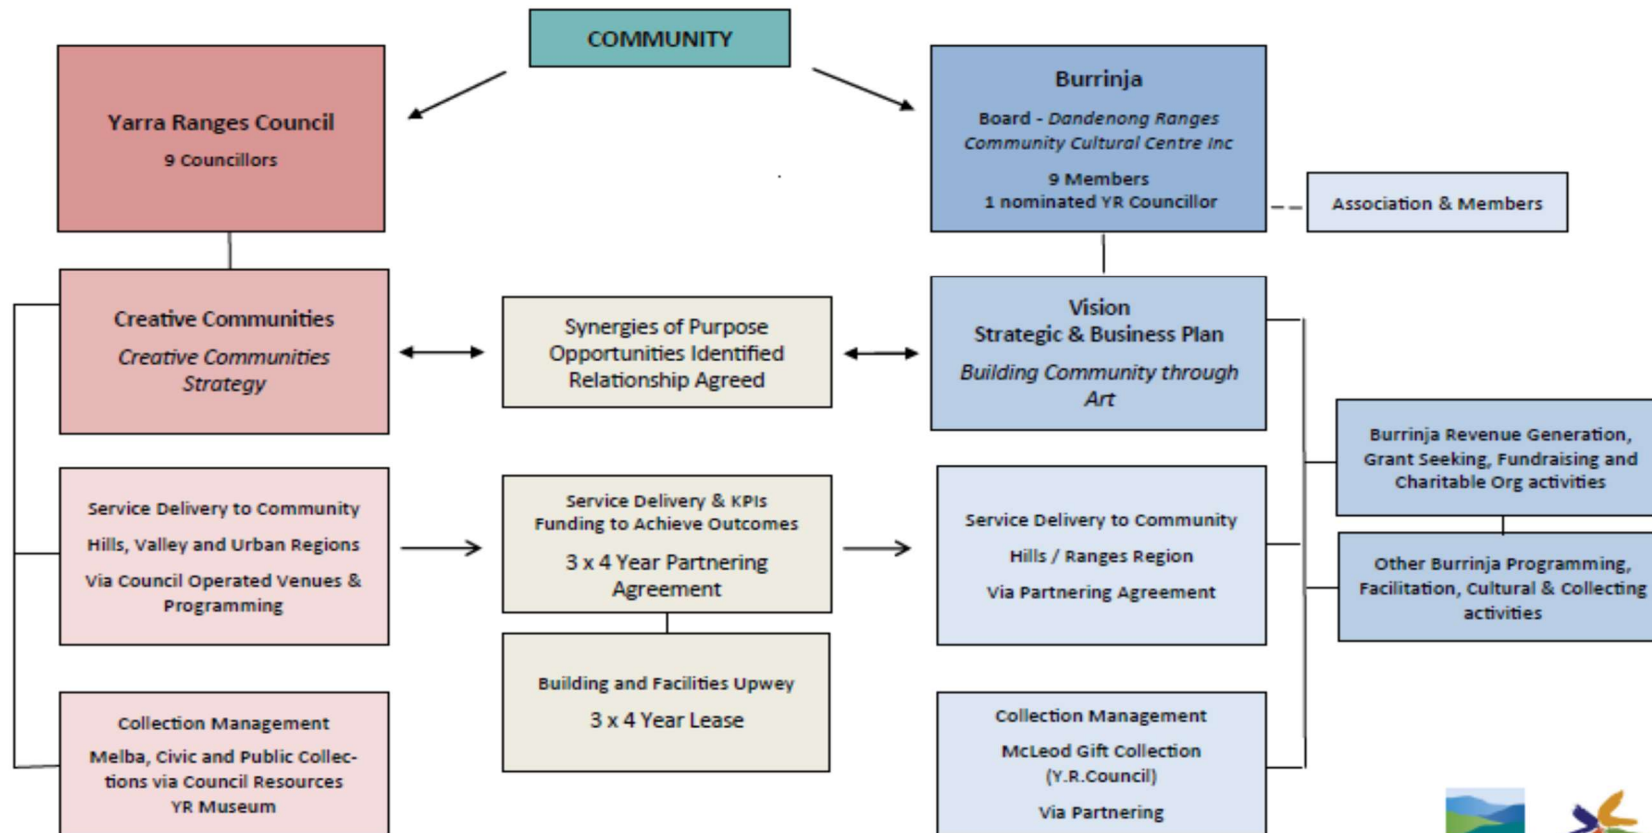 COMMUNITY
Yarra Ranges Council
9 Councillors
Burrinja
Board - Dandenong Ranges
Community Cultural Centre Inc
9 Members
1 nominated YR Councillor
Association & Members
Creative Communities
Creative Communities
Strategy
Synergies of Purpose
Opportunities Identified
Relationship Agreed
Vision
Strategic & Business Plan
Building Community through
Art
Burrinja Revenue Generation,
Grant Seeking, Fundraising and
Charitable Org activities
Service Delivery to Community
Hills, Valley and Urban Regions
Via Council Operated Venues &
Programming
Service Delivery & KPIs
Funding to Achieve Outcomes
3 x 4 Year Partnering
Agreement
Service Delivery to Community
Hills / Ranges Region
Via Partnering Agreement
Other Burrinja Programming,
Facilitation, Cultural & Collecting
activities
Building and Facilities Upwey
3 x 4 Year Lease
Collection Management
Melba, Civic and Public Collec-
tions via Council Resources
YR Museum
Collection Management
McLeod Gift Collection
(Y.R.Council)
Via Partnering